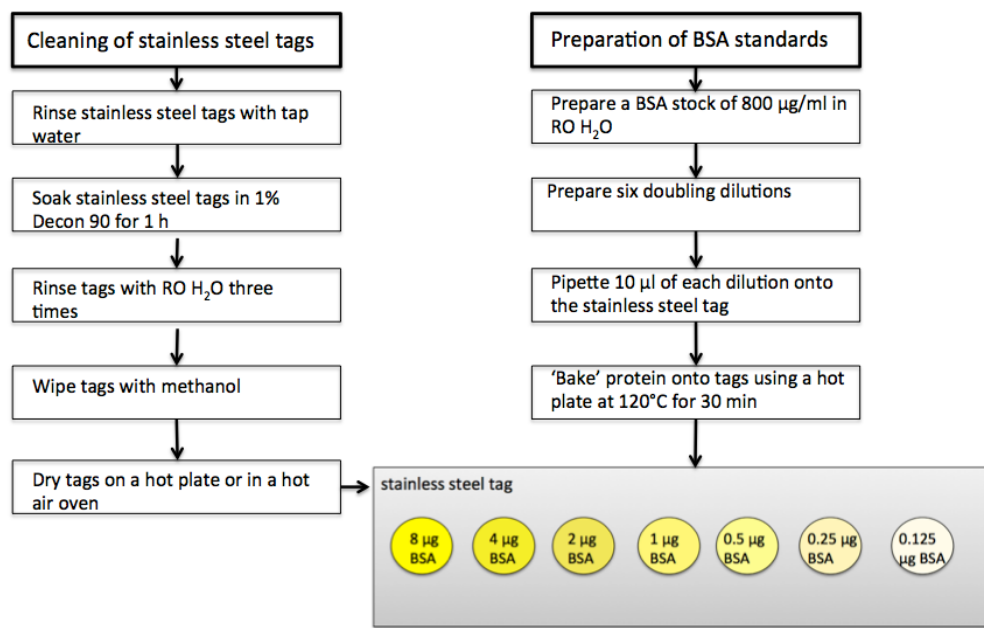 Cleaning of stainless steel tags
Rinse stainless steel tags with tap
water
Soak stainless steel tags in 1%
Decon 90 for 1 h
Rinse tags with RO H₂O three
times
Wipe tags with methanol
Dry tags on a hot plate or in a hot
air oven
Preparation of BSA standards
Prepare a BSA stock of 800 µg/ml in
RO H₂O
Prepare six doubling dilutions
Pipette 10 µl of each dilution onto
the stainless steel tag
‘Bake’ protein onto tags using a hot
plate at 120°C for 30 min
stainless steel tag
8 µg
BSA
4 µg
BSA
2 µg
BSA
1 µg
BSA
0.5 µg
BSA
0.25 µg
BSA
0.125
µg BSA